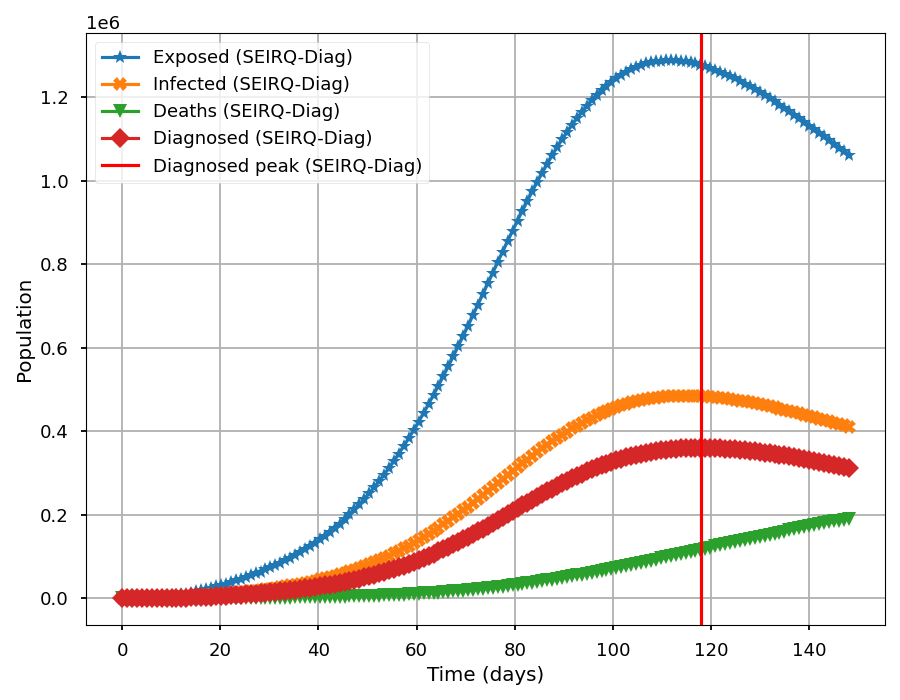 1e6
Exposed (SEIRQ-Diag)
Infected (SEIRQ-Diag)
Deaths (SEIRQ-Diag)
Diagnosed (SEIRQ-Diag)
Diagnosed peak (SEIRQ-Diag)
1.2
1.0
0.8
0.6
0.4
0.2
0.0
Population
0 20 40 60 80 100 120 140
Time (days)